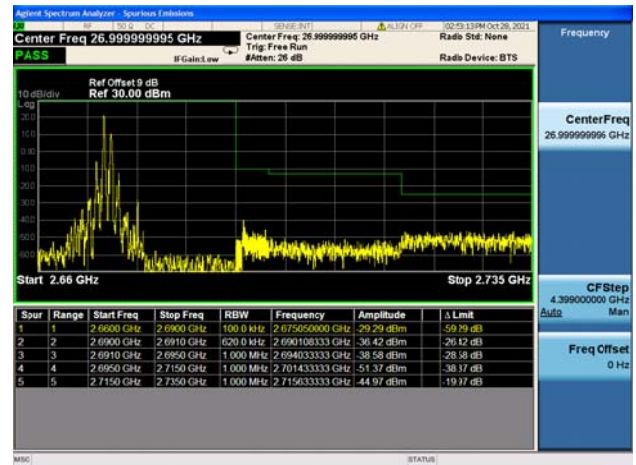 Agilent Spectrum Analyzer - Spurious Emissions
RF 50 Ω DC SENSE:INT ALIGN OFF 02:53:13 PM Oct 28, 2021
Center Freq 26.999999995 GHz
Center Freq: 26.999999995 GHz
Radio Std: None
Trig: Free Run
PASS
IFGain:Low
#Atten: 26 dB
Radio Device: BTS
Frequency
Ref Offset 9 dB
10 dB/div
Ref 30.00 dBm
Log
20.0
10.0
0.00
-10.0
-20.0
-30.0
-40.0
-50.0
-60.0
Start 2.66 GHz
Stop 2.735 GHz
Center Freq
26.999999995 GHz
CF Step
4.399000000 GHz
Auto Man
Freq Offset
0 Hz
Spur Range Start Freq Stop Freq RBW Frequency Amplitude Δ Limit
1 1 2.6600 GHz 2.6900 GHz 100.0 kHz 2.675050000 GHz -29.29 dBm -59.29 dB
2 2 2.6900 GHz 2.6910 GHz 620.0 kHz 2.690108333 GHz -36.42 dBm -26.42 dB
3 3 2.6910 GHz 2.6950 GHz 1.000 MHz 2.694033333 GHz -38.58 dBm -28.58 dB
4 4 2.6950 GHz 2.7150 GHz 1.000 MHz 2.701433333 GHz -51.37 dBm -38.37 dB
5 5 2.7150 GHz 2.7350 GHz 1.000 MHz 2.715633333 GHz -44.97 dBm -19.97 dB
MSG
STATUS